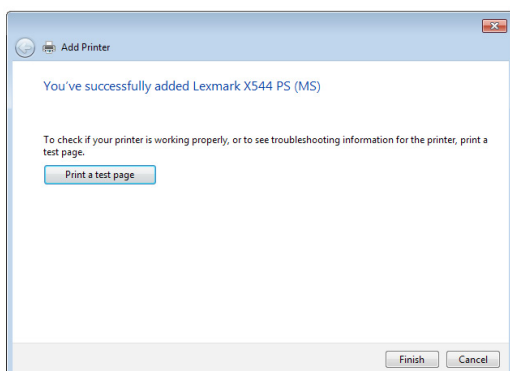 Add Printer
You've successfully added Lexmark X544 PS (MS)
To check if your printer is working properly, or to see troubleshooting information for the printer, print a
test page.
Print a test page
Finish Cancel